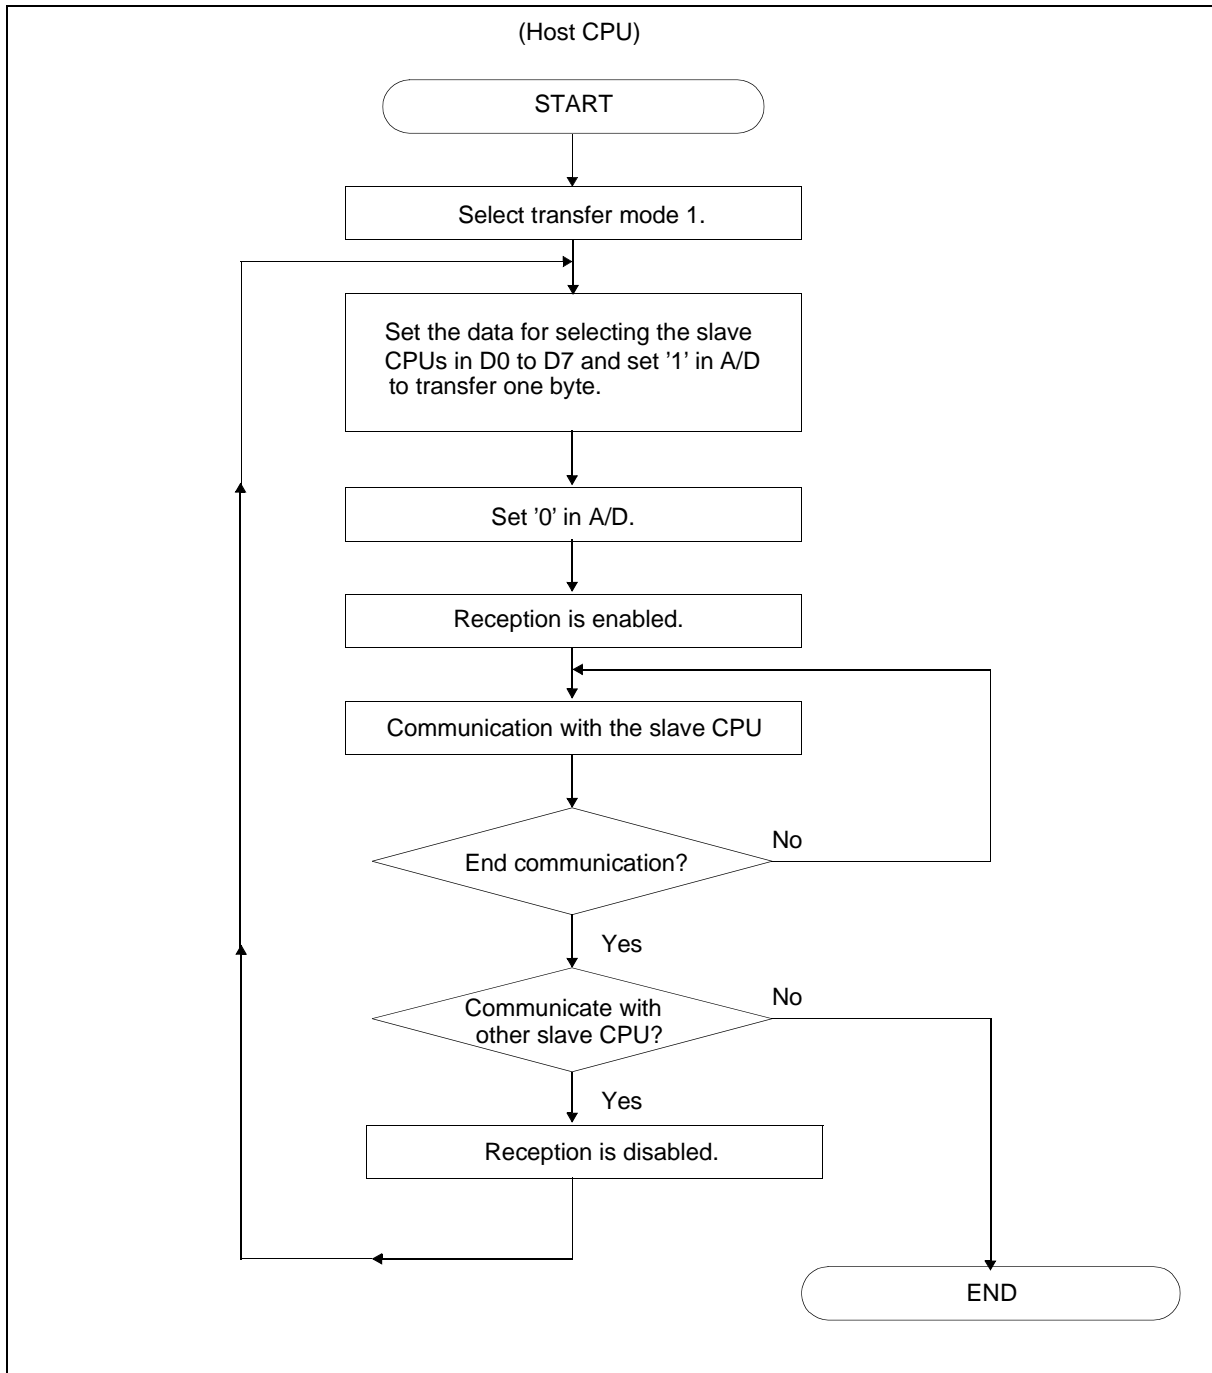 (Host CPU)
START
Select transfer mode 1.
Set the data for selecting the slave
CPUs in D0 to D7 and set ’1’ in A/D
to transfer one byte.
Set ’0’ in A/D.
Reception is enabled.
Communication with the slave CPU
No
End communication?
Yes
No
Communicate with
other slave CPU?
Yes
Reception is disabled.
END